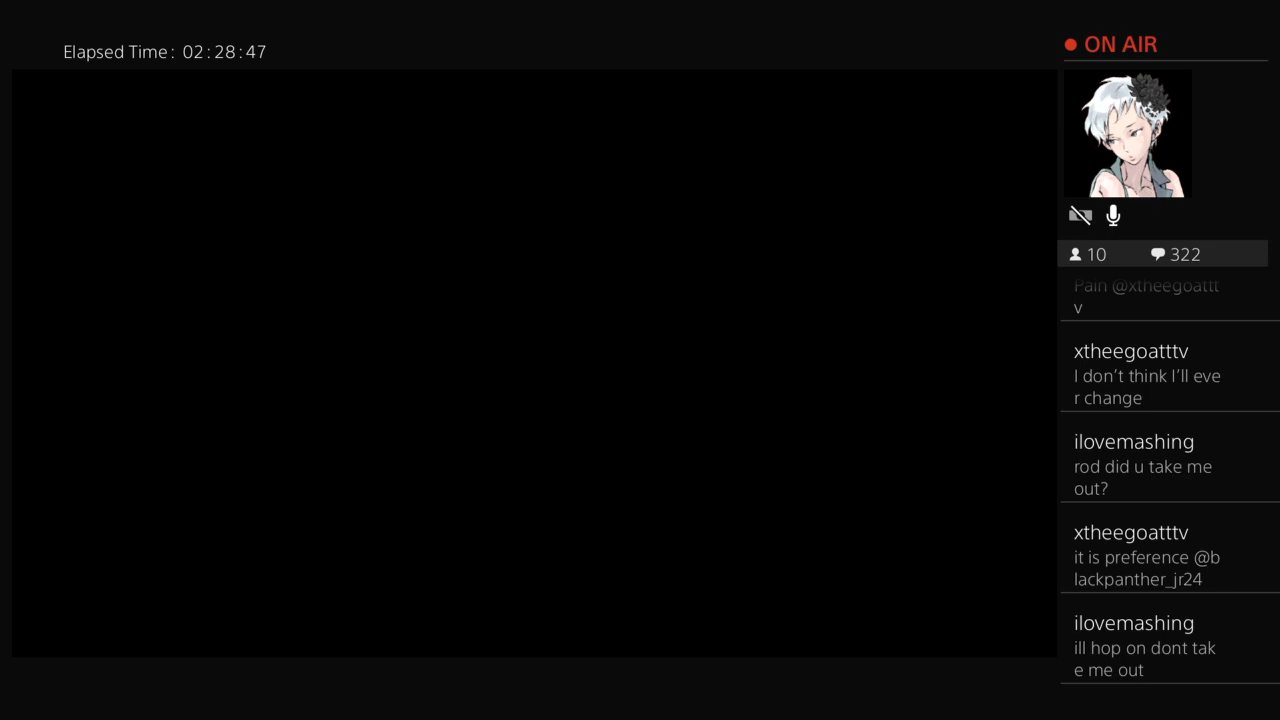 Elapsed Time: 02:28:47
ON AIR
10 322
Pain @xtheegoattt
v
xtheegoatttv
I don't think I'll eve
r change
ilovemashing
rod did u take me
out?
xtheegoatttv
it is preference @b
lackpanther_jr24
ilovemashing
ill hop on dont tak
e me out